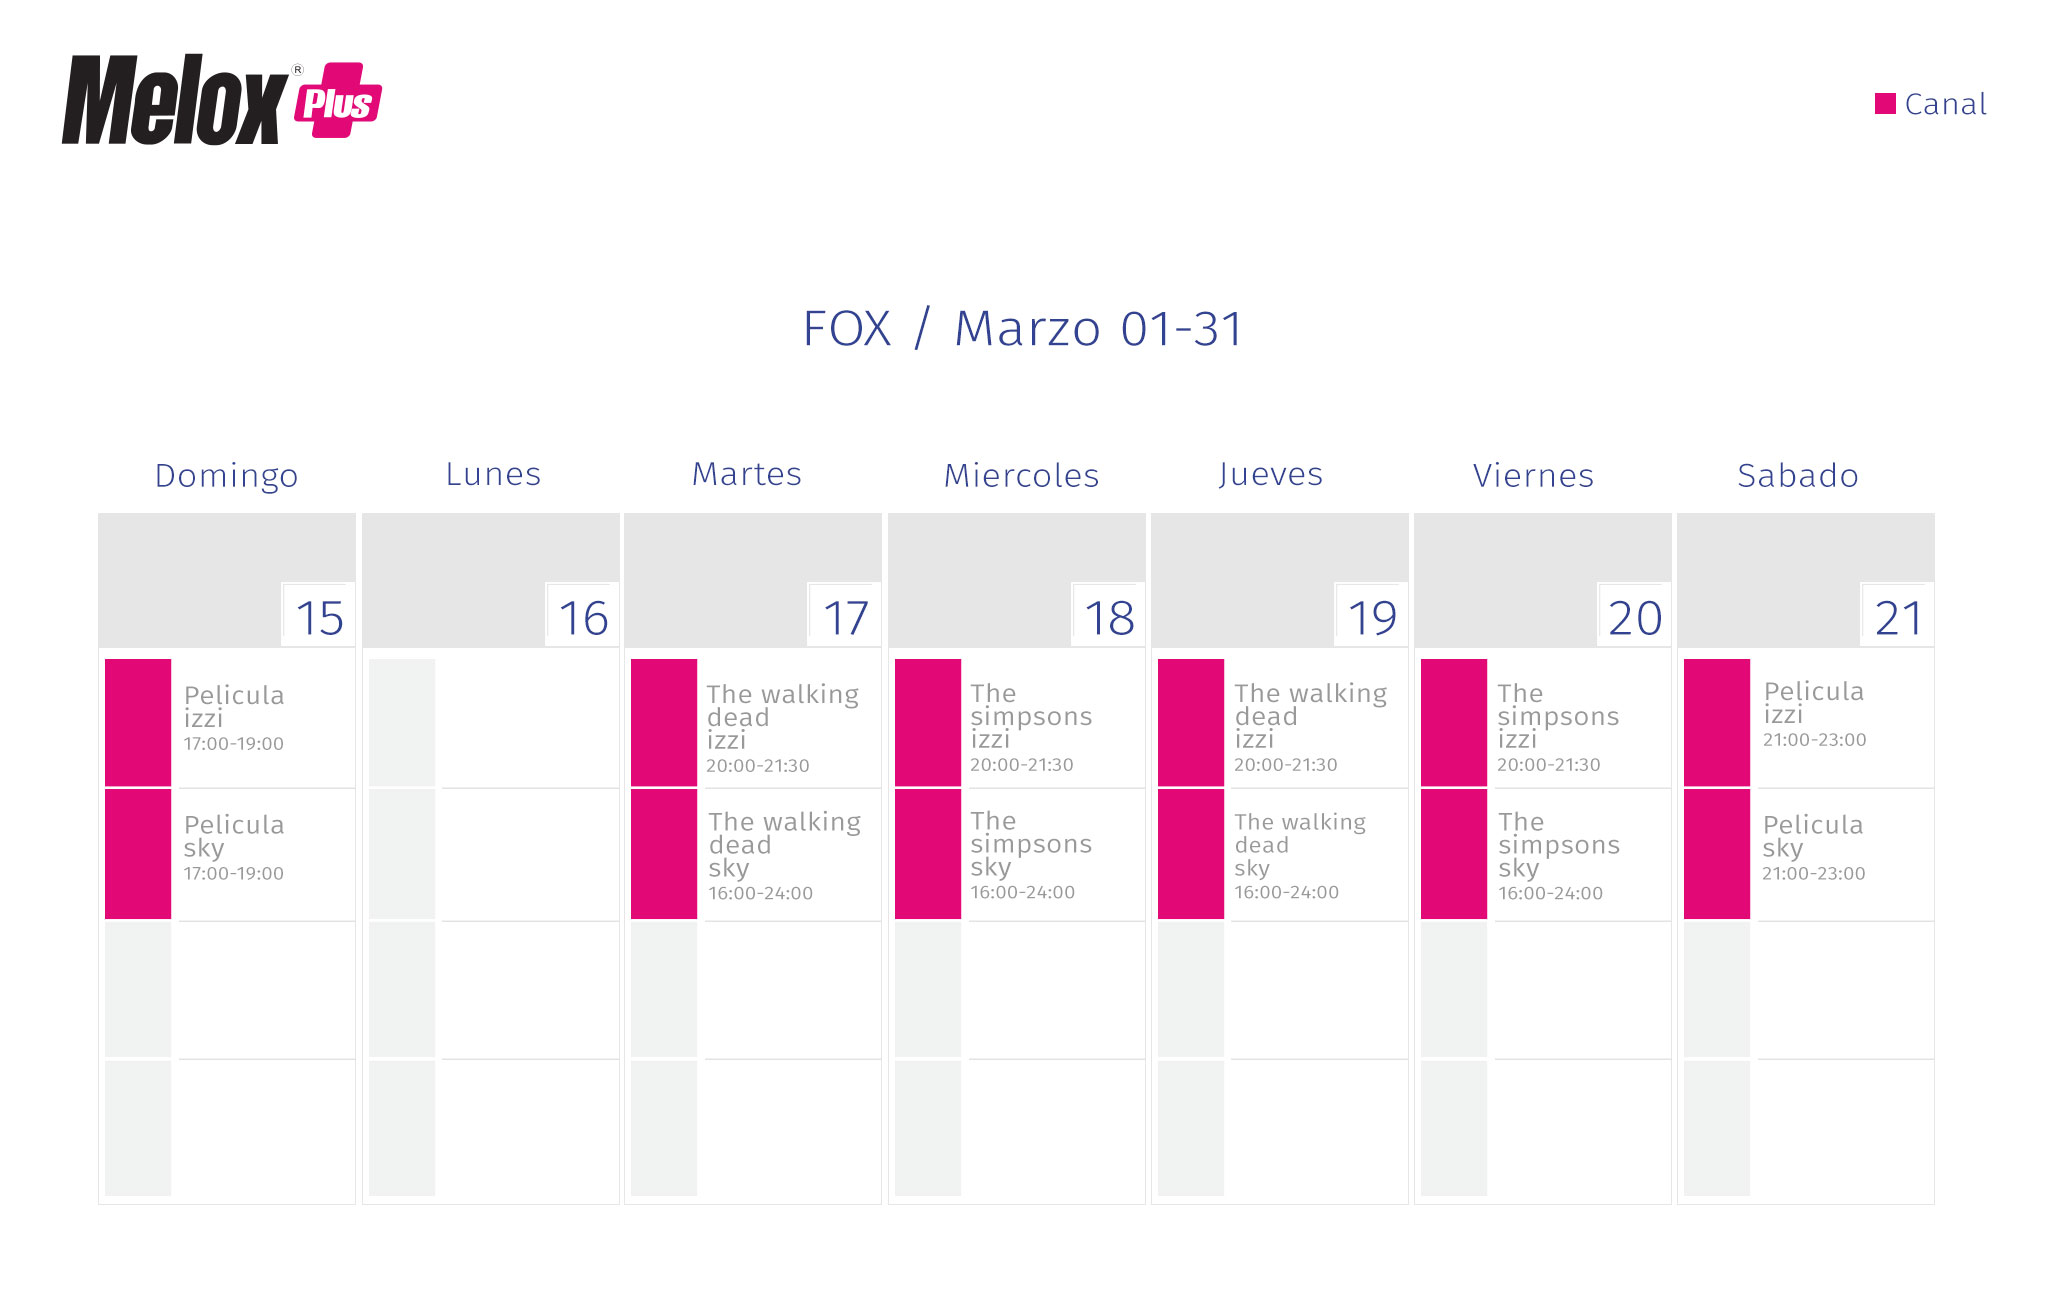 Melox® Plus
Canal
FOX / Marzo 01-31
Domingo
Lunes
Martes
Miercoles
Jueves
Viernes
Sabado
15
16
17
18
19
20
21
Pelicula
izzi
17:00-19:00
The walking
dead
izzi
20:00-21:30
The
simpsons
izzi
20:00-21:30
The walking
dead
izzi
20:00-21:30
The
simpsons
izzi
20:00-21:30
Pelicula
izzi
21:00-23:00
Pelicula
sky
17:00-19:00
The walking
dead
sky
16:00-24:00
The
simpsons
sky
16:00-24:00
The walking
dead
sky
16:00-24:00
The
simpsons
sky
16:00-24:00
Pelicula
sky
21:00-23:00